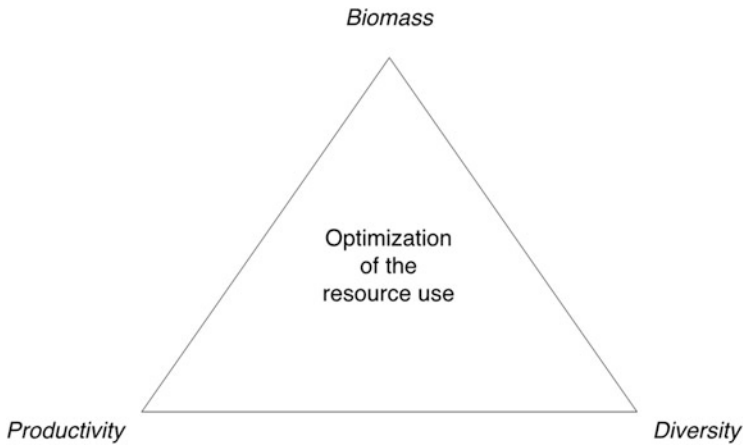 Biomass
Optimization
of the
resource use
Productivity
Diversity